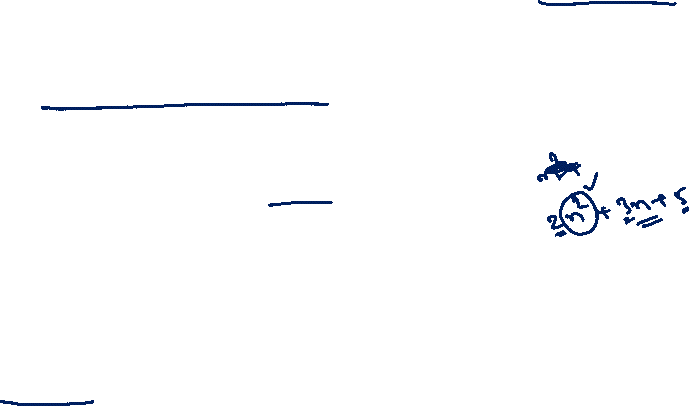 2n² + 3n + 5